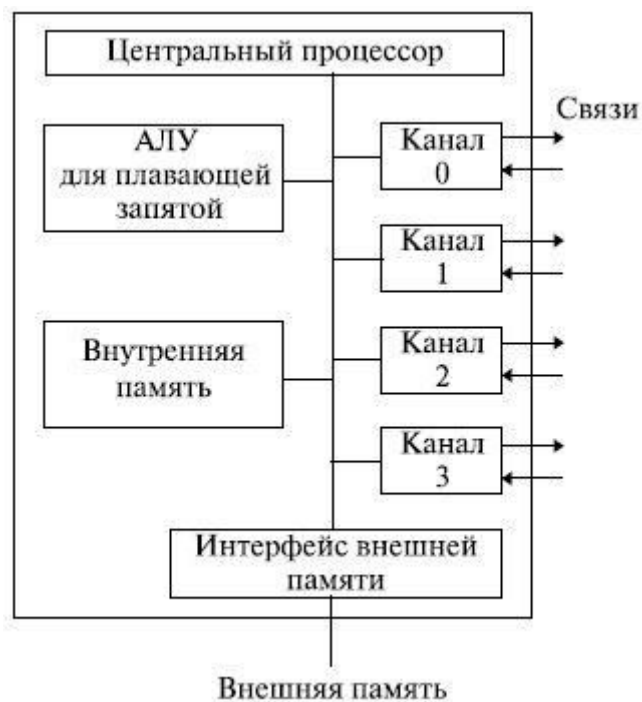 Центральный процессор
Связи
АЛУ
для плавающей
запятой
Канал
0
Канал
1
Внутренняя
память
Канал
2
Канал
3
Интерфейс внешней
памяти
Внешняя память